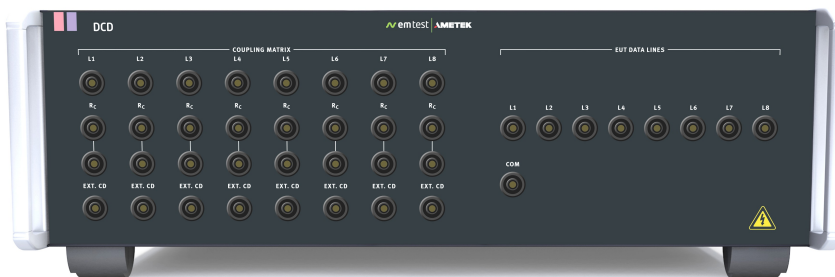 DCD
emtest AMETEK
COUPLING MATRIX
L1 L2 L3 L4 L5 L6 L7 L8
RC RC RC RC RC RC RC RC
EXT. CD EXT. CD EXT. CD EXT. CD EXT. CD EXT. CD EXT. CD EXT. CD
EUT DATA LINES
L1 L2 L3 L4 L5 L6 L7 L8
COM